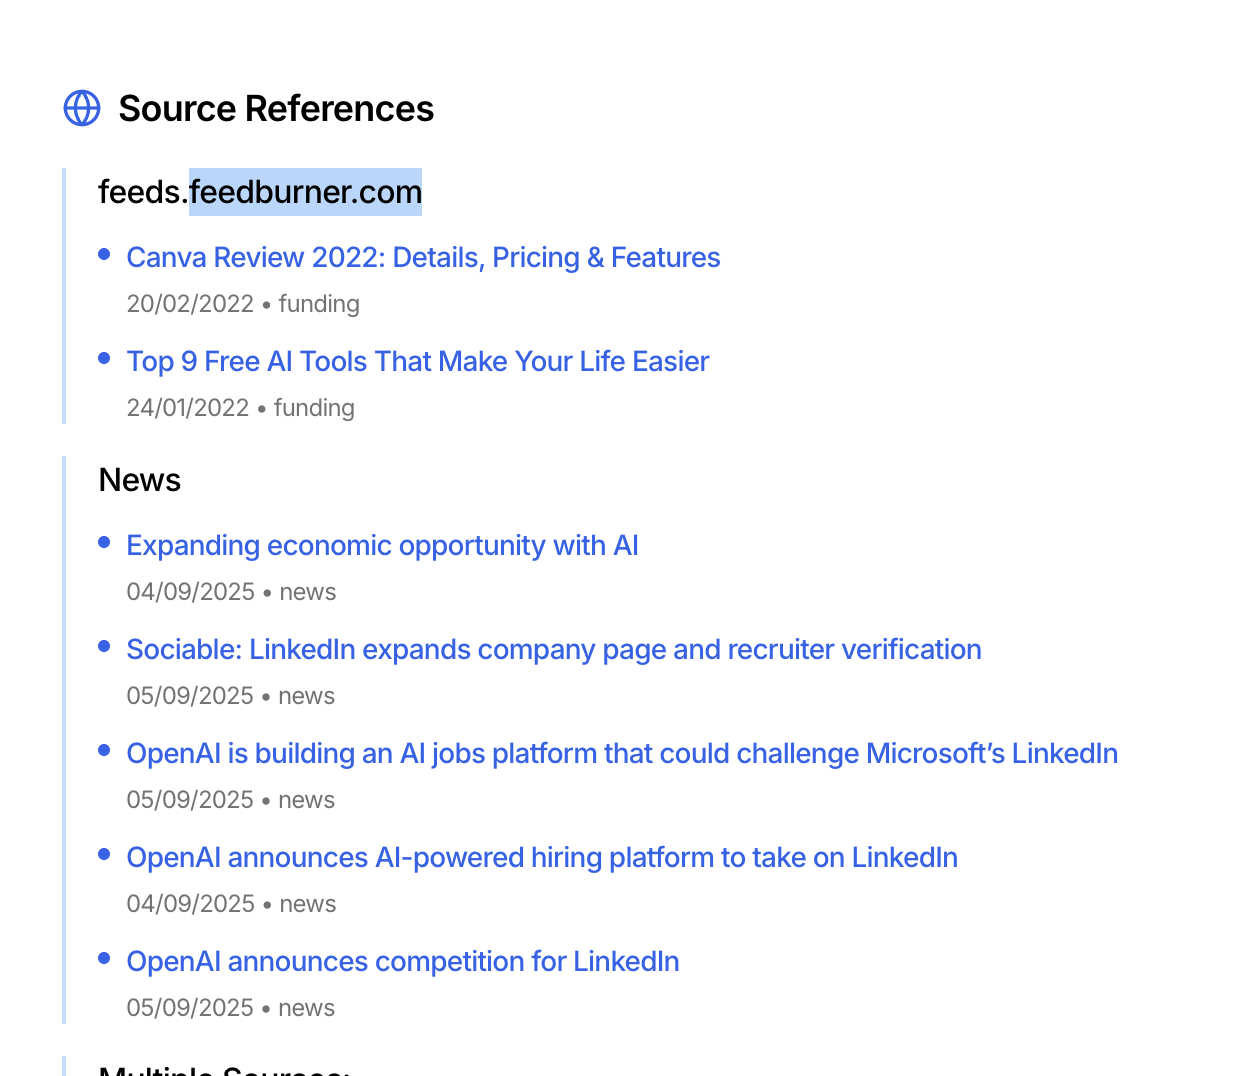 Source References
feeds.feedburner.com
Canva Review 2022: Details, Pricing & Features
20/02/2022 • funding
Top 9 Free AI Tools That Make Your Life Easier
24/01/2022 • funding
News
Expanding economic opportunity with AI
04/09/2025 • news
Sociable: LinkedIn expands company page and recruiter verification
05/09/2025 • news
OpenAI is building an AI jobs platform that could challenge Microsoft’s LinkedIn
05/09/2025 • news
OpenAI announces AI-powered hiring platform to take on LinkedIn
04/09/2025 • news
OpenAI announces competition for LinkedIn
05/09/2025 • news
Multiple Sources: